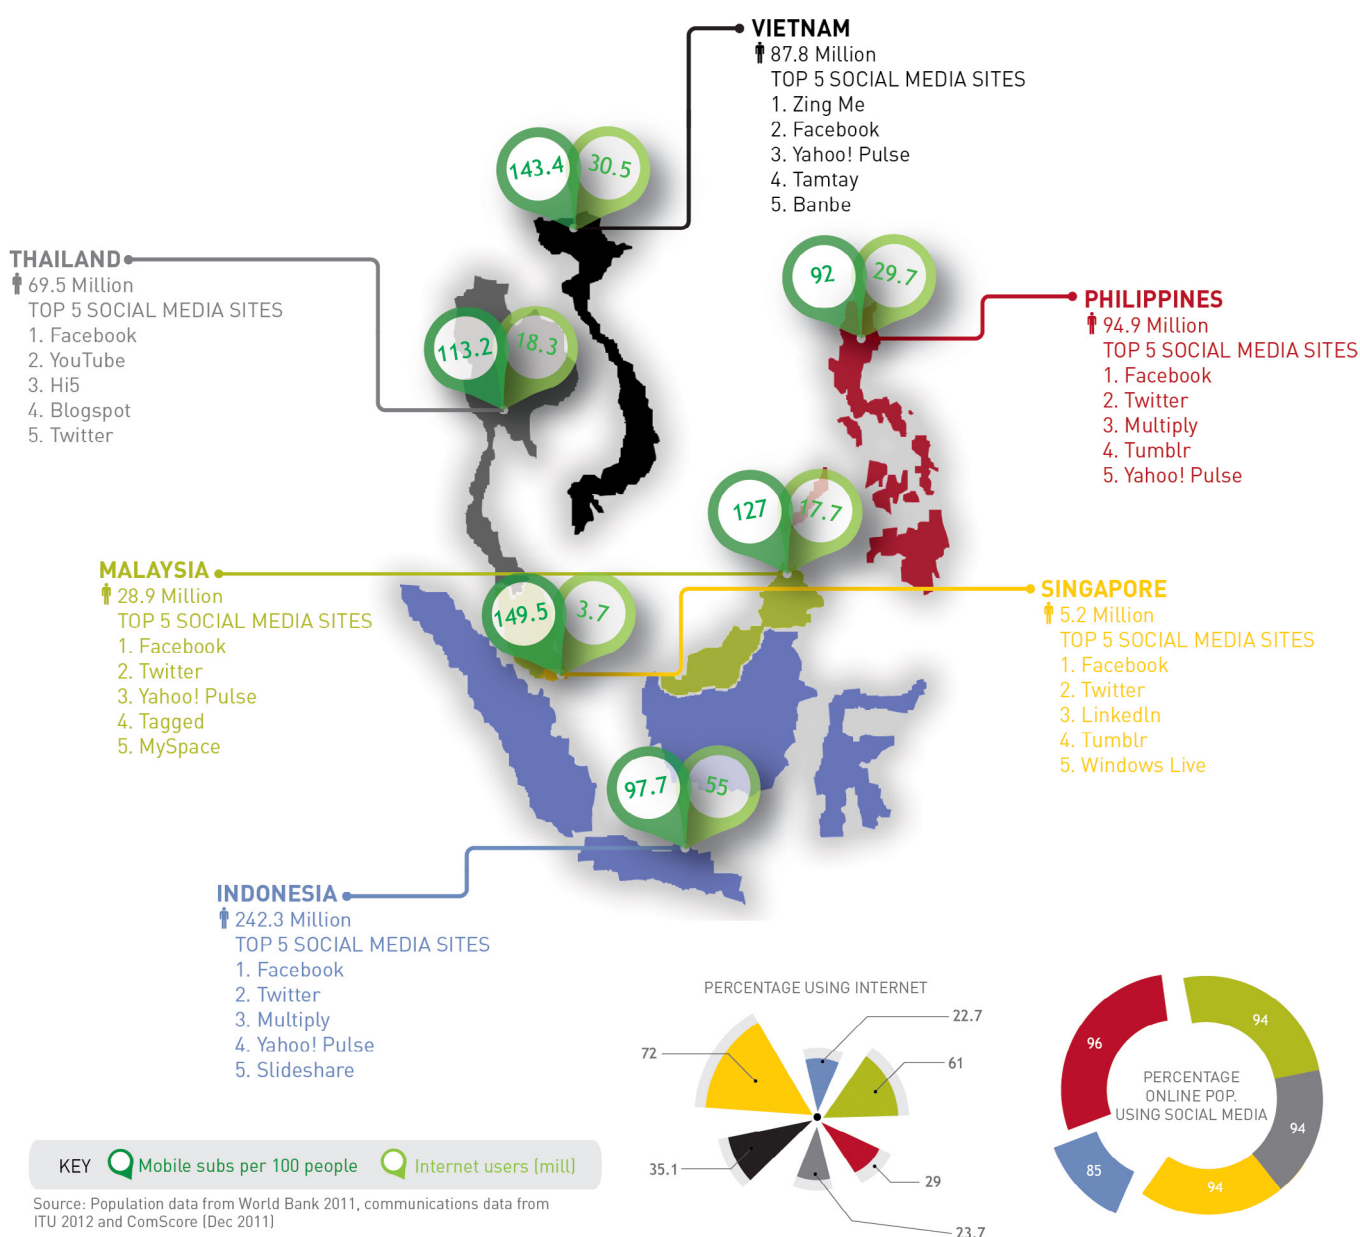 VIETNAM
87.8 Million
TOP 5 SOCIAL MEDIA SITES
1. Zing Me
2. Facebook
3. Yahoo! Pulse
4. Tamtay
5. Banbe
143.4
30.5
THAILAND
69.5 Million
TOP 5 SOCIAL MEDIA SITES
1. Facebook
2. YouTube
3. Hi5
4. Blogspot
5. Twitter
113.2
18.3
92
29.7
PHILIPPINES
94.9 Million
TOP 5 SOCIAL MEDIA SITES
1. Facebook
2. Twitter
3. Multiply
4. Tumblr
5. Yahoo! Pulse
127
17.7
MALAYSIA
28.9 Million
TOP 5 SOCIAL MEDIA SITES
1. Facebook
2. Twitter
3. Yahoo! Pulse
4. Tagged
5. MySpace
149.5
3.7
SINGAPORE
5.2 Million
TOP 5 SOCIAL MEDIA SITES
1. Facebook
2. Twitter
3. LinkedIn
4. Tumblr
5. Windows Live
97.7
55
INDONESIA
242.3 Million
TOP 5 SOCIAL MEDIA SITES
1. Facebook
2. Twitter
3. Multiply
4. Yahoo! Pulse
5. Slideshare
PERCENTAGE USING INTERNET
22.7
72
61
35.1
29
23.7
94
96
PERCENTAGE
ONLINE POP.
USING SOCIAL MEDIA
94
85
94
KEY Mobile subs per 100 people Internet users (mill)
Source: Population data from World Bank 2011, communications data from
ITU 2012 and ComScore (Dec 2011)